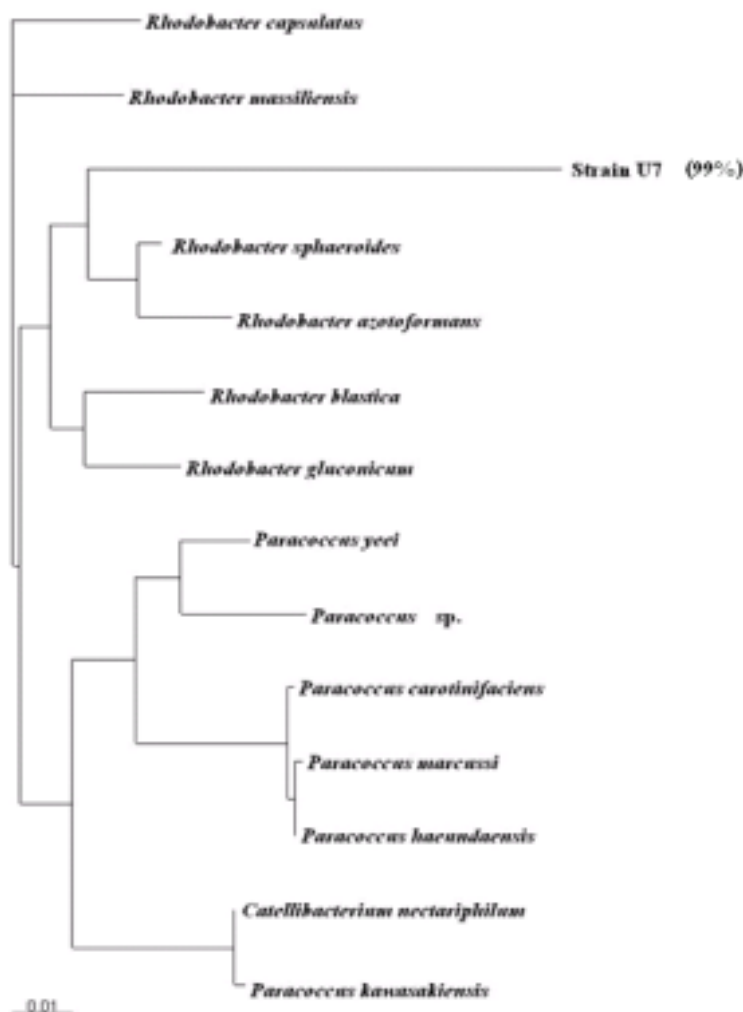 Rhodobacter capsulatus
Rhodobacter massiliensis
Strain U7 (99%)
Rhodobacter sphaeroides
Rhodobacter azotoformans
Rhodobacter blastica
Rhodobacter gluconicum
Paracoccus yeei
Paracoccus sp.
Paracoccus carotinifaciens
Paracoccus marcussi
Paracoccus haeundaensis
Catellibacterium nectariphilum
Paracoccus kawasakiensis
0.01